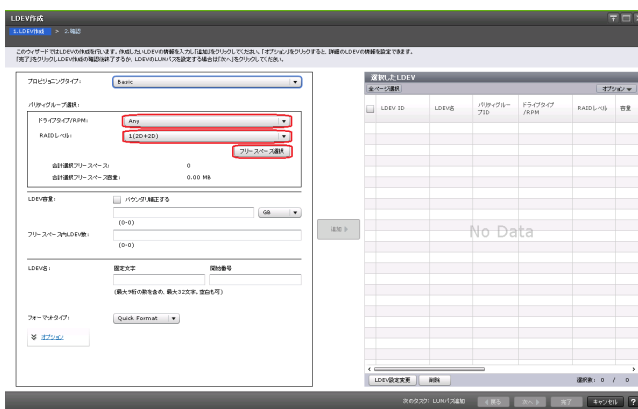 LDEV作成
1.LDEV作成 > 2.確認
このウィザードではLDEVの作成を行います。作成したいLDEVの情報を入力し「追加」をクリックしてください。「オプション」をクリックすると、詳細のLDEVの情報を設定できます。
「完了」をクリックしLDEV作成の確認後終了するか、LDEVのLUNパスを設定する場合は「次へ」をクリックしてください。
プロビジョニングタイプ: Basic
パリティグループ選択:
ドライブタイプ/RPM: Any
RAIDレベル: 1(2D+2D)
フリースペース選択
合計選択フリースペース: 0
合計選択フリースペース容量: 0.00 MB
LDEV容量: バウンダリ補正する
GB
(0-0)
フリースペース内LDEV数:
(0-0)
LDEV名: 固定文字 開始番号
(最大9桁の数を含め、最大32文字。空白も可)
フォーマットタイプ: Quick Format
オプション
追加
選択したLDEV
全ページ選択 オプション
LDEV ID LDEV名 パリティグループID ドライブタイプ/RPM RAIDレベル 容量
No Data
LDEV設定変更 削除 選択数: 0 / 0
次のタスク: LUNパス追加 戻る 次へ 完了 キャンセル ?